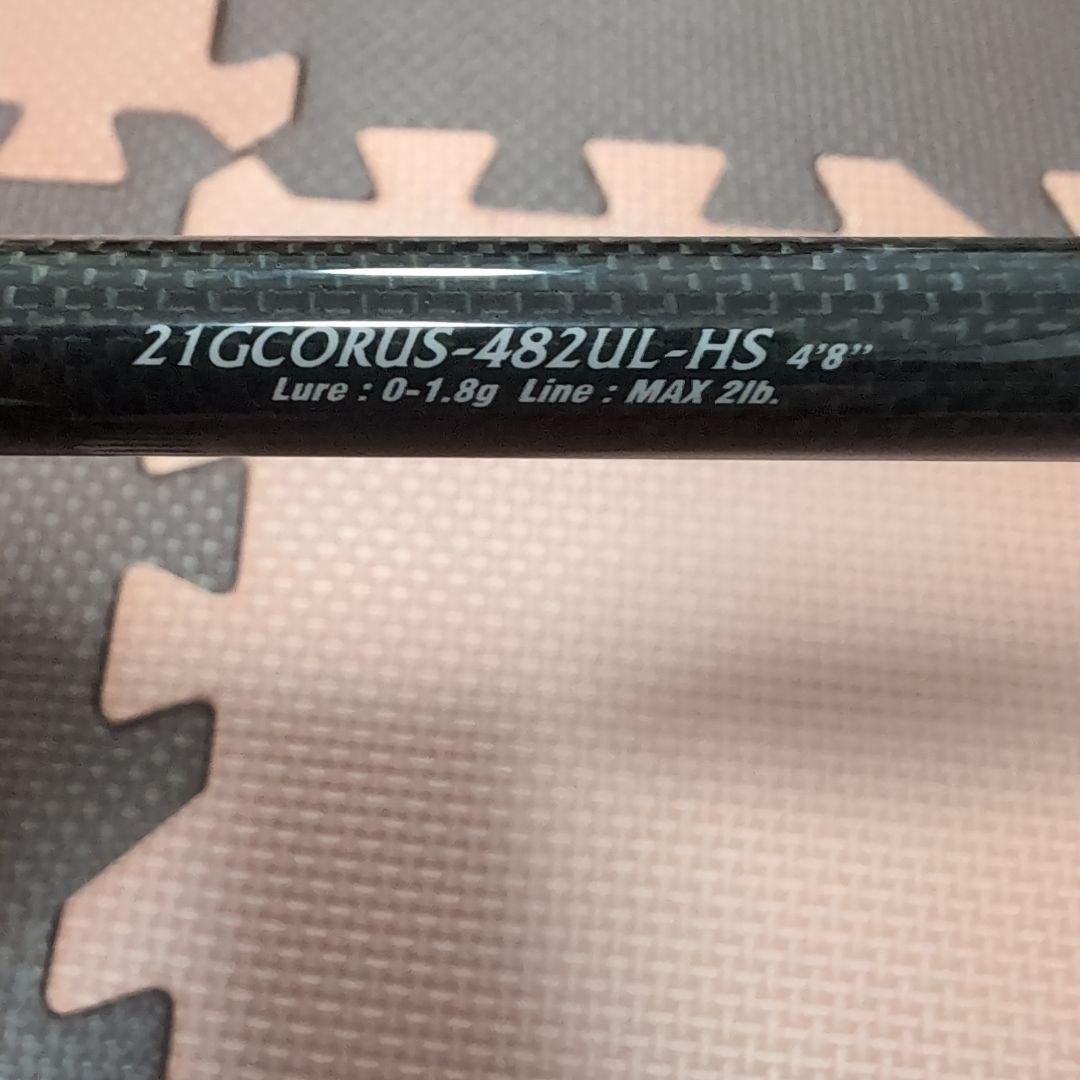 21GCORUS-482UL-HS 4'8"
Lure : 0-1.8g Line : MAX 2lb.